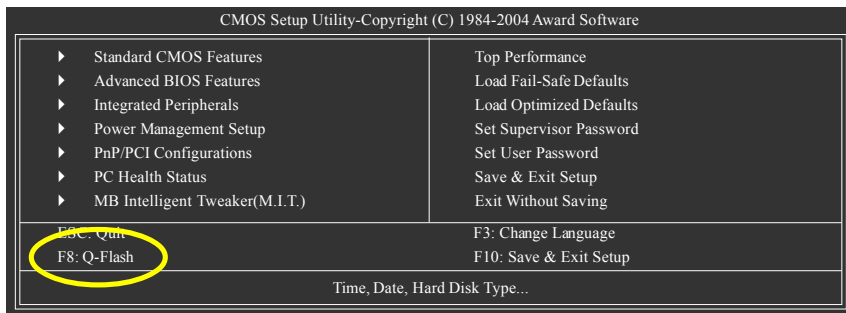 CMOS Setup Utility-Copyright (C) 1984-2004 Award Software
Standard CMOS Features
Advanced BIOS Features
Integrated Peripherals
Power Management Setup
PnP/PCI Configurations
PC Health Status
MB Intelligent Tweaker(M.I.T.)
Top Performance
Load Fail-Safe Defaults
Load Optimized Defaults
Set Supervisor Password
Set User Password
Save & Exit Setup
Exit Without Saving
ESC: Quit
F8: Q-Flash
F3: Change Language
F10: Save & Exit Setup
Time, Date, Hard Disk Type...